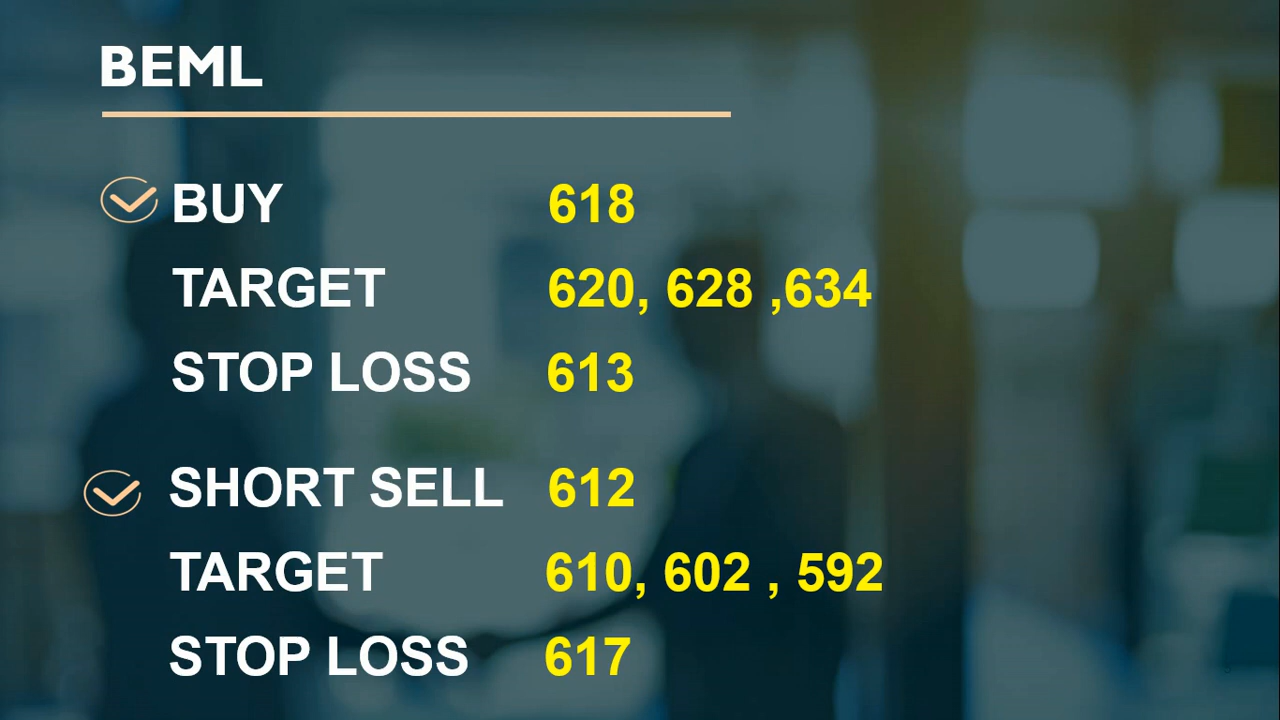 BEML
BUY 618
TARGET 620, 628 ,634
STOP LOSS 613
SHORT SELL 612
TARGET 610, 602 , 592
STOP LOSS 617